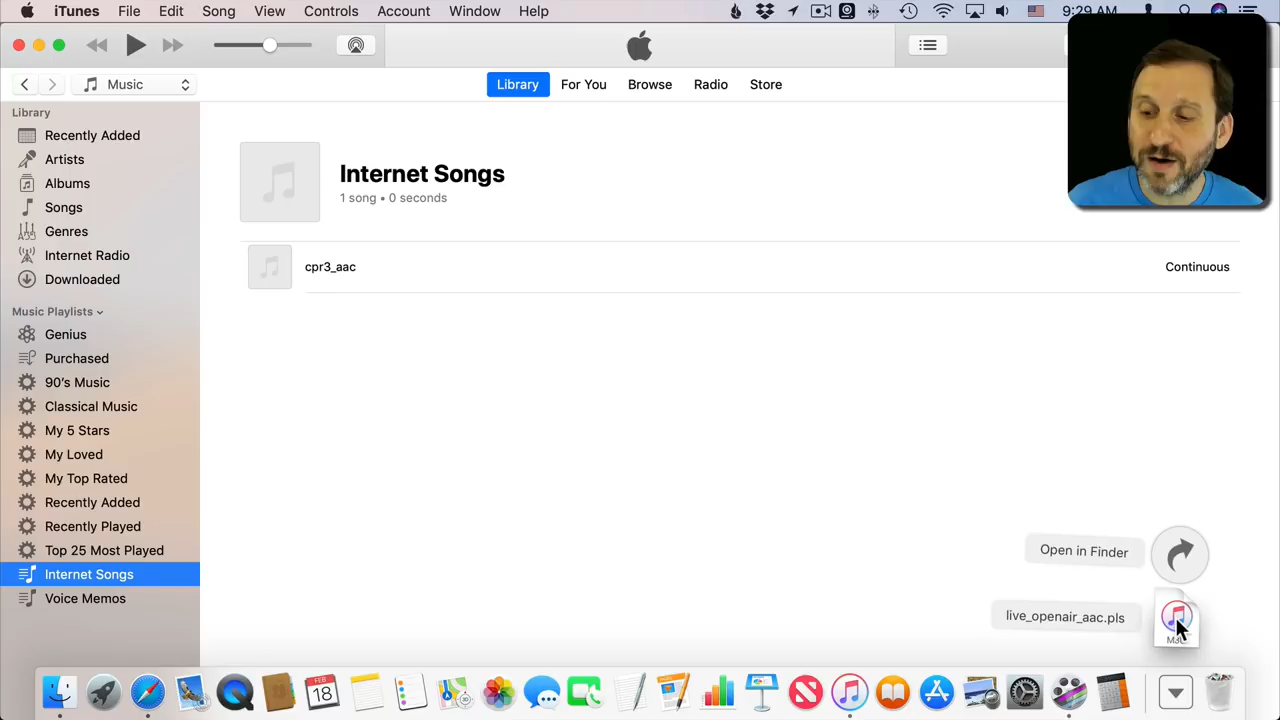 iTunes File Edit Song View Controls Account Window Help
9:29 AM
Music
Library For You Browse Radio Store
Library
Recently Added
Artists
Albums
Songs
Genres
Internet Radio
Downloaded
Music Playlists
Genius
Purchased
90's Music
Classical Music
My 5 Stars
My Loved
My Top Rated
Recently Added
Recently Played
Top 25 Most Played
Internet Songs
Voice Memos
Internet Songs
1 song • 0 seconds
cpr3_aac Continuous
Open in Finder
live_openair_aac.pls
FEB
18